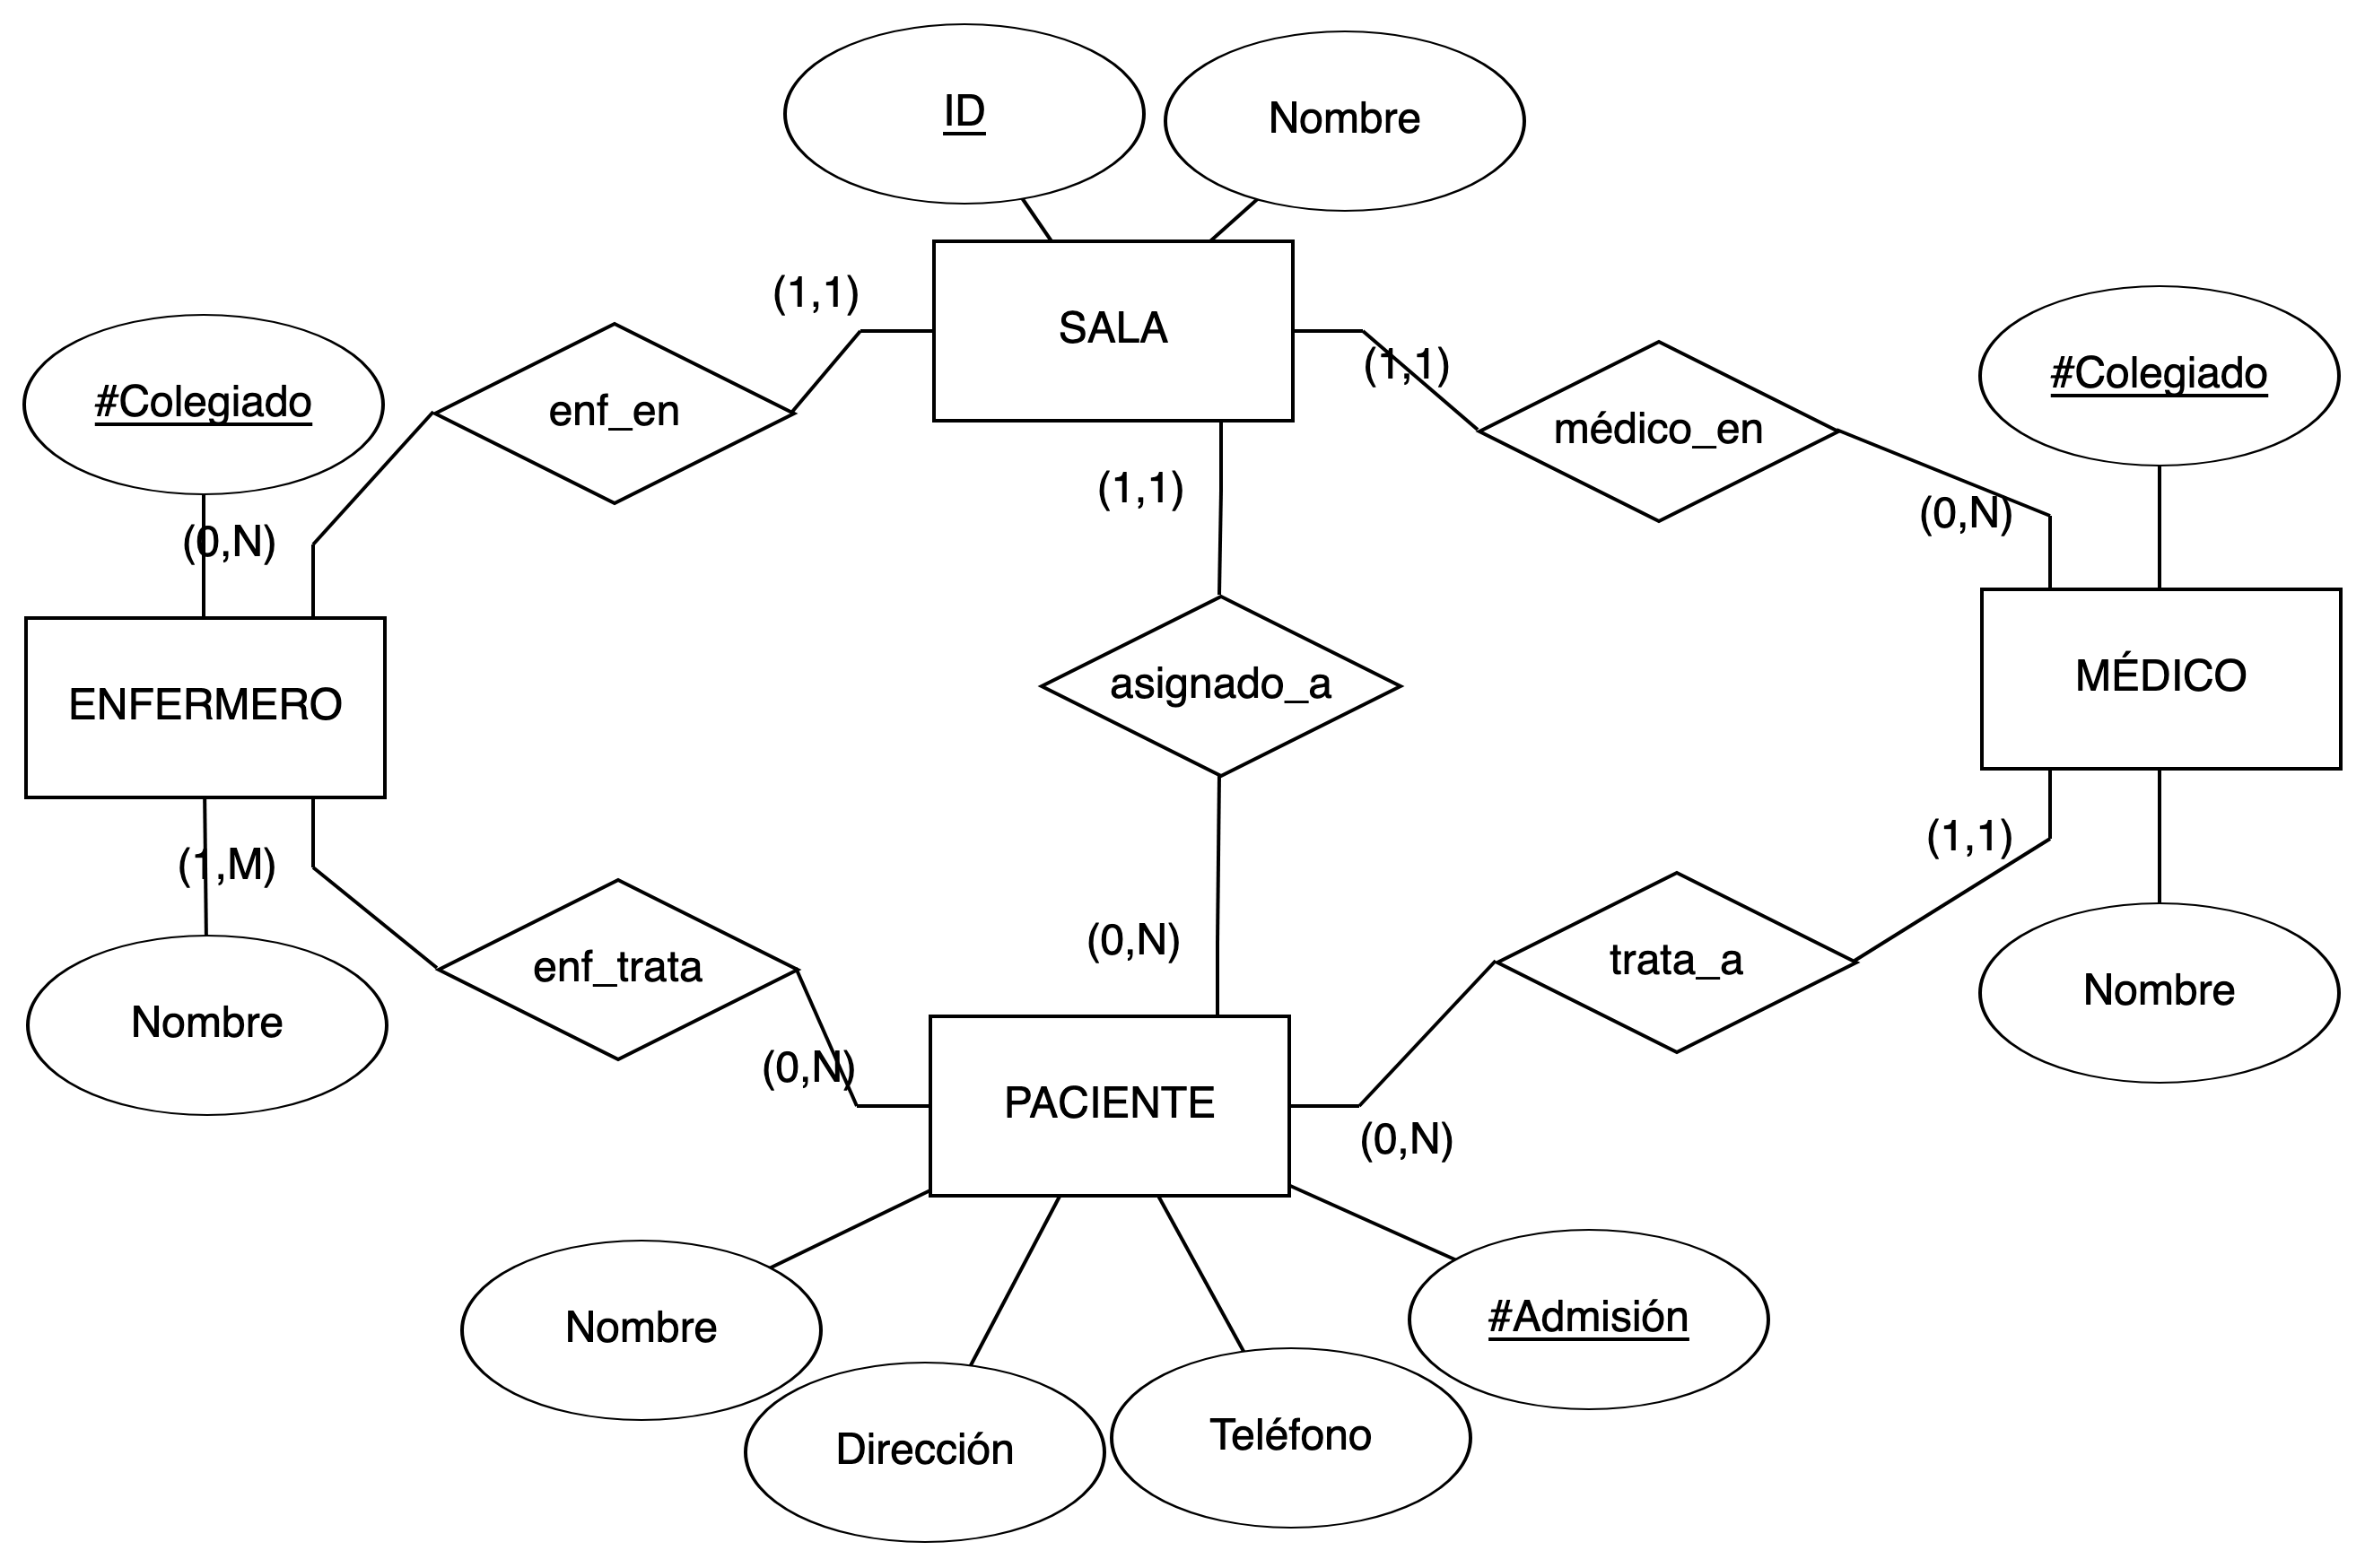 ID
Nombre
(1,1)
SALA
(1,1)
#Colegiado
enf_en
médico_en
#Colegiado
(1,1)
(0,N)
(0,N)
ENFERMERO
asignado_a
MÉDICO
(1,M)
(1,1)
(0,N)
enf_trata
trata_a
Nombre
Nombre
(0,N)
PACIENTE
(0,N)
Nombre
#Admisión
Dirección
Teléfono